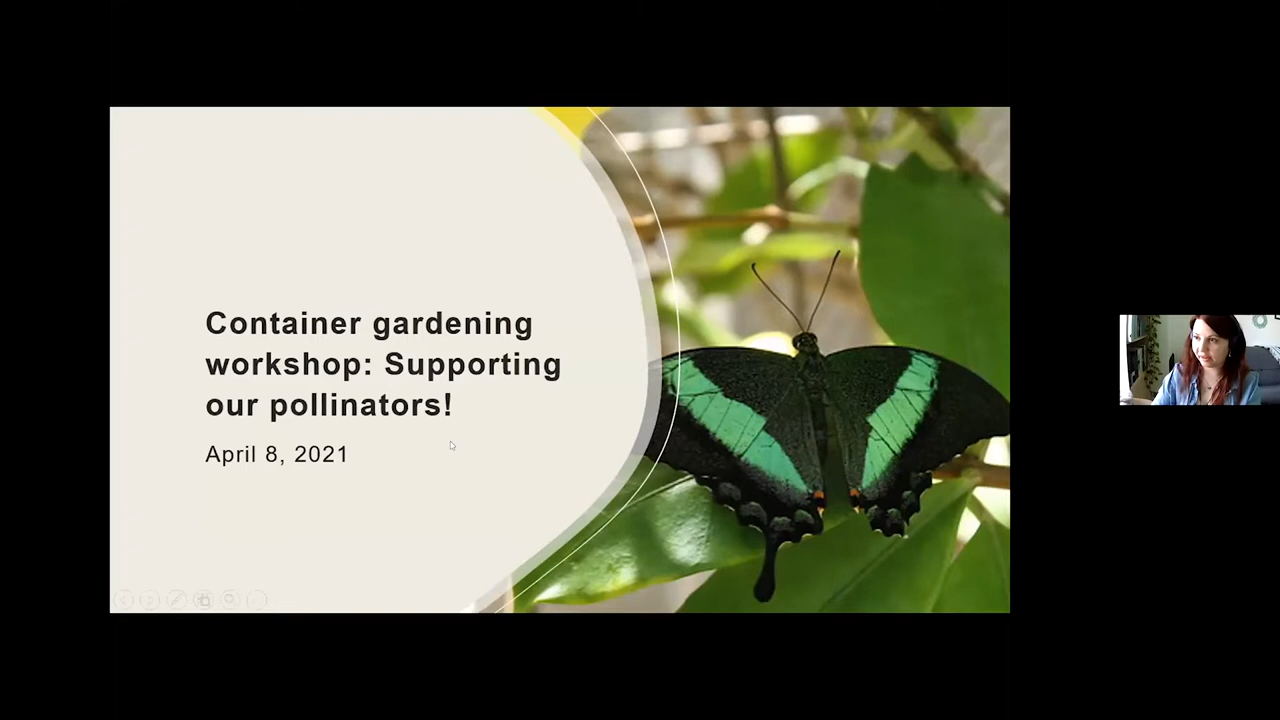 Container gardening
workshop: Supporting
our pollinators!
April 8, 2021